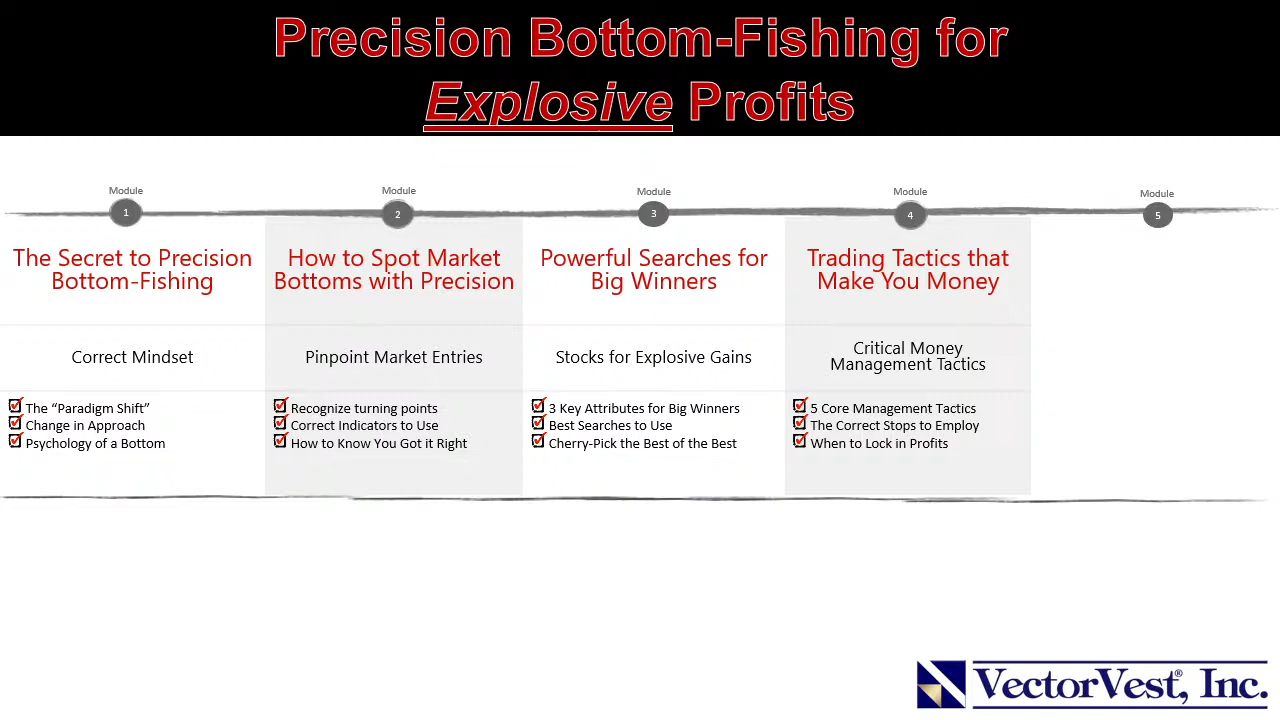 Precision Bottom-Fishing for
Explosive Profits
Module
1
Module
2
Module
3
Module
4
Module
5
The Secret to Precision
Bottom-Fishing
How to Spot Market
Bottoms with Precision
Powerful Searches for
Big Winners
Trading Tactics that
Make You Money
Correct Mindset
Pinpoint Market Entries
Stocks for Explosive Gains
Critical Money
Management Tactics
The “Paradigm Shift”
Change in Approach
Psychology of a Bottom
Recognize turning points
Correct Indicators to Use
How to Know You Got it Right
3 Key Attributes for Big Winners
Best Searches to Use
Cherry-Pick the Best of the Best
5 Core Management Tactics
The Correct Stops to Employ
When to Lock in Profits
VectorVest®, Inc.